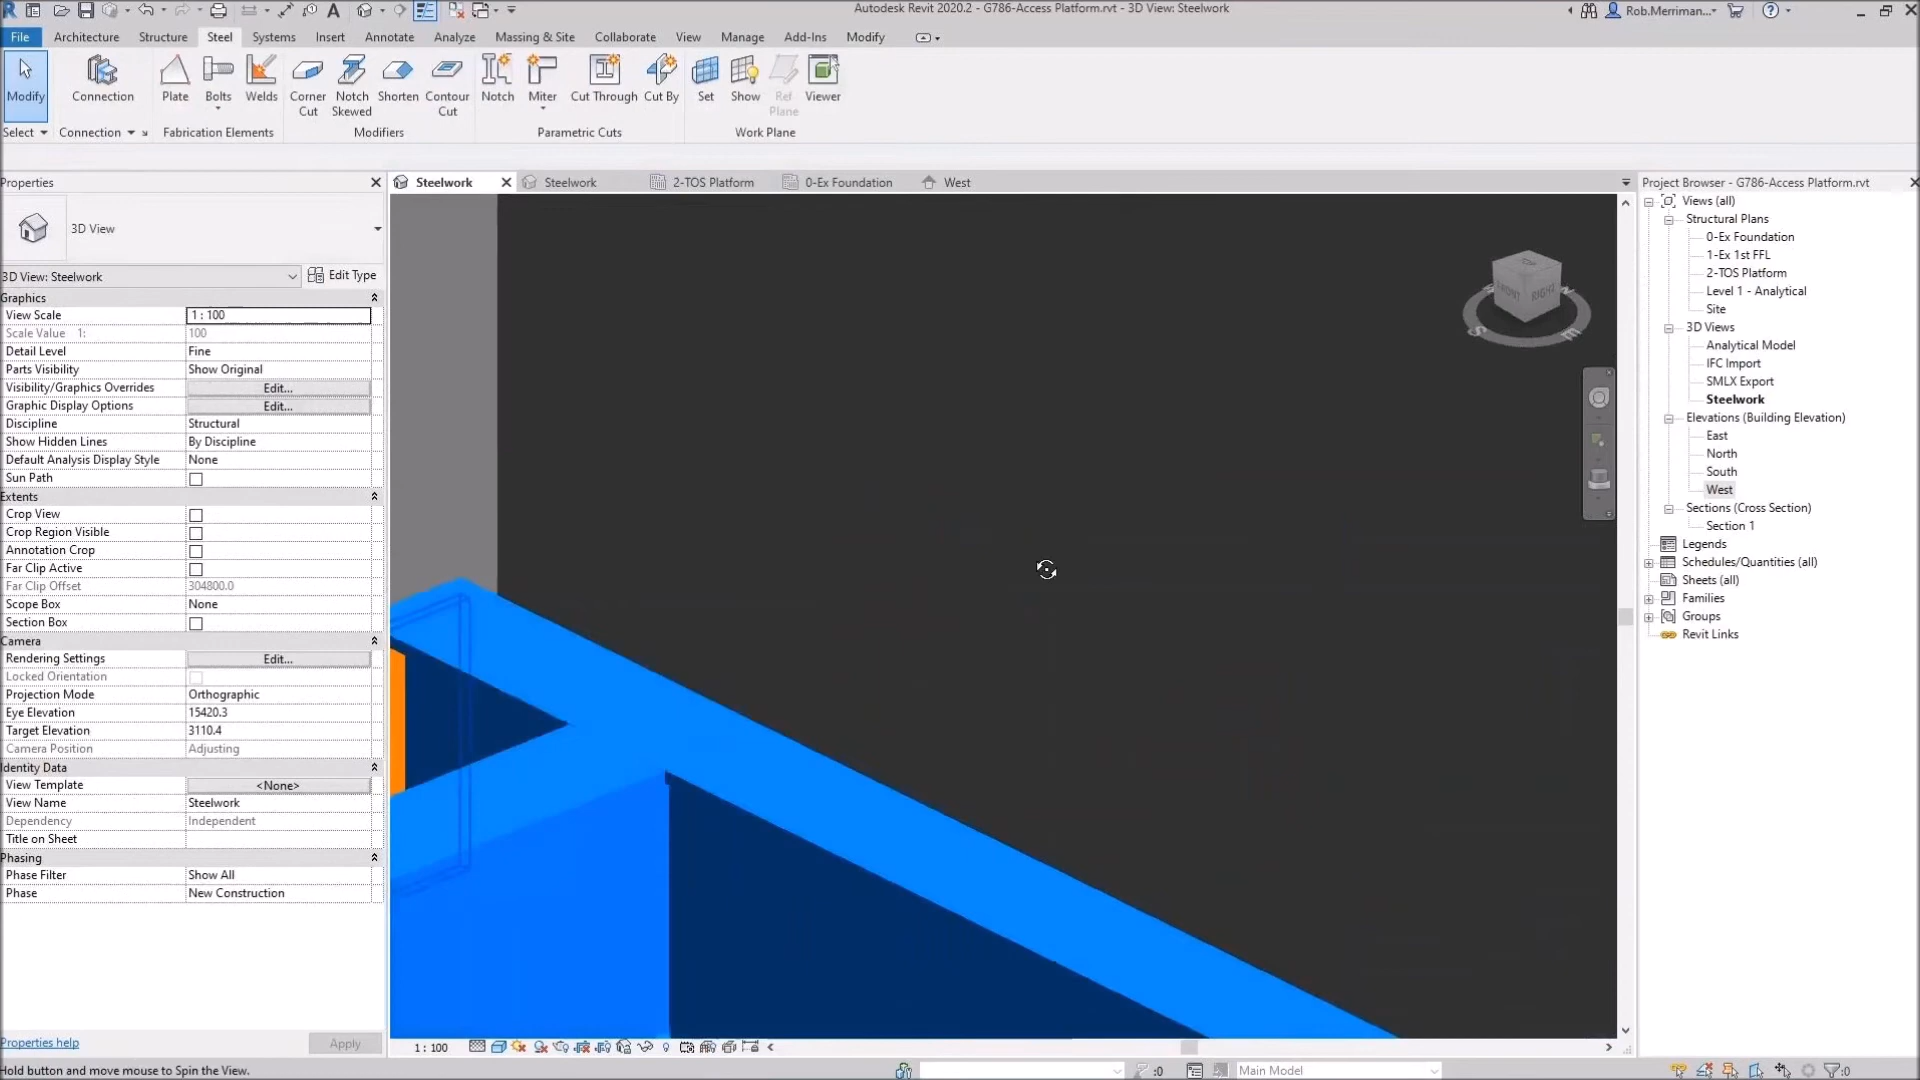 Autodesk Revit 2020.2 - G786-Access Platform.rvt - 3D View: Steelwork
Rob.Merriman...
File Architecture Structure Steel Systems Insert Annotate Analyze Massing & Site Collaborate View Manage Add-Ins Modify
Modify Connection Plate Bolts Welds Corner Cut Notch Skewed Shorten Contour Cut Notch Miter Cut Through Cut By Set Show Ref Plane Viewer
Select Connection Fabrication Elements Modifiers Parametric Cuts Work Plane
Properties
Steelwork Steelwork 2-TOS Platform 0-Ex Foundation West
Project Browser - G786-Access Platform.rvt
3D View
3D View: Steelwork Edit Type
Graphics
View Scale 1 : 100
Scale Value 1: 100
Detail Level Fine
Parts Visibility Show Original
Visibility/Graphics Overrides Edit...
Graphic Display Options Edit...
Discipline Structural
Show Hidden Lines By Discipline
Default Analysis Display Style None
Sun Path
Extents
Crop View
Crop Region Visible
Annotation Crop
Far Clip Active
Far Clip Offset 304800.0
Scope Box None
Section Box
Camera
Rendering Settings Edit...
Locked Orientation
Projection Mode Orthographic
Eye Elevation 15420.3
Target Elevation 3110.4
Camera Position Adjusting
Identity Data
View Template <None>
View Name Steelwork
Dependency Independent
Title on Sheet
Phasing
Phase Filter Show All
Phase New Construction
Properties help Apply
FRONT RIGHT
S E
Views (all)
Structural Plans
0-Ex Foundation
1-Ex 1st FFL
2-TOS Platform
Level 1 - Analytical
Site
3D Views
Analytical Model
IFC Import
SMLX Export
Steelwork
Elevations (Building Elevation)
East
North
South
West
Sections (Cross Section)
Section 1
Legends
Schedules/Quantities (all)
Sheets (all)
Families
Groups
Revit Links
1 : 100
Hold button and move mouse to Spin the View.
:0
Main Model
:0